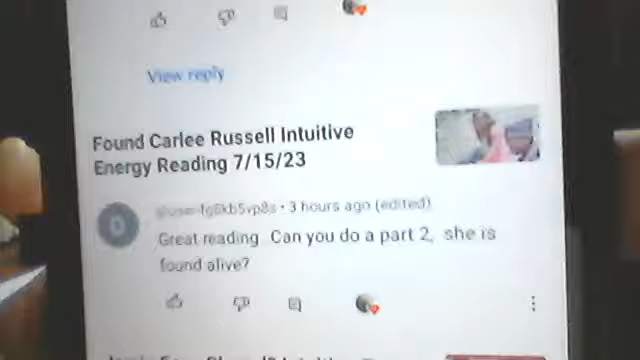 View reply
Found Carlee Russell Intuitive
Energy Reading 7/15/23
• 3 hours ago (edited)
Great reading Can you do a part 2, she is
found alive?